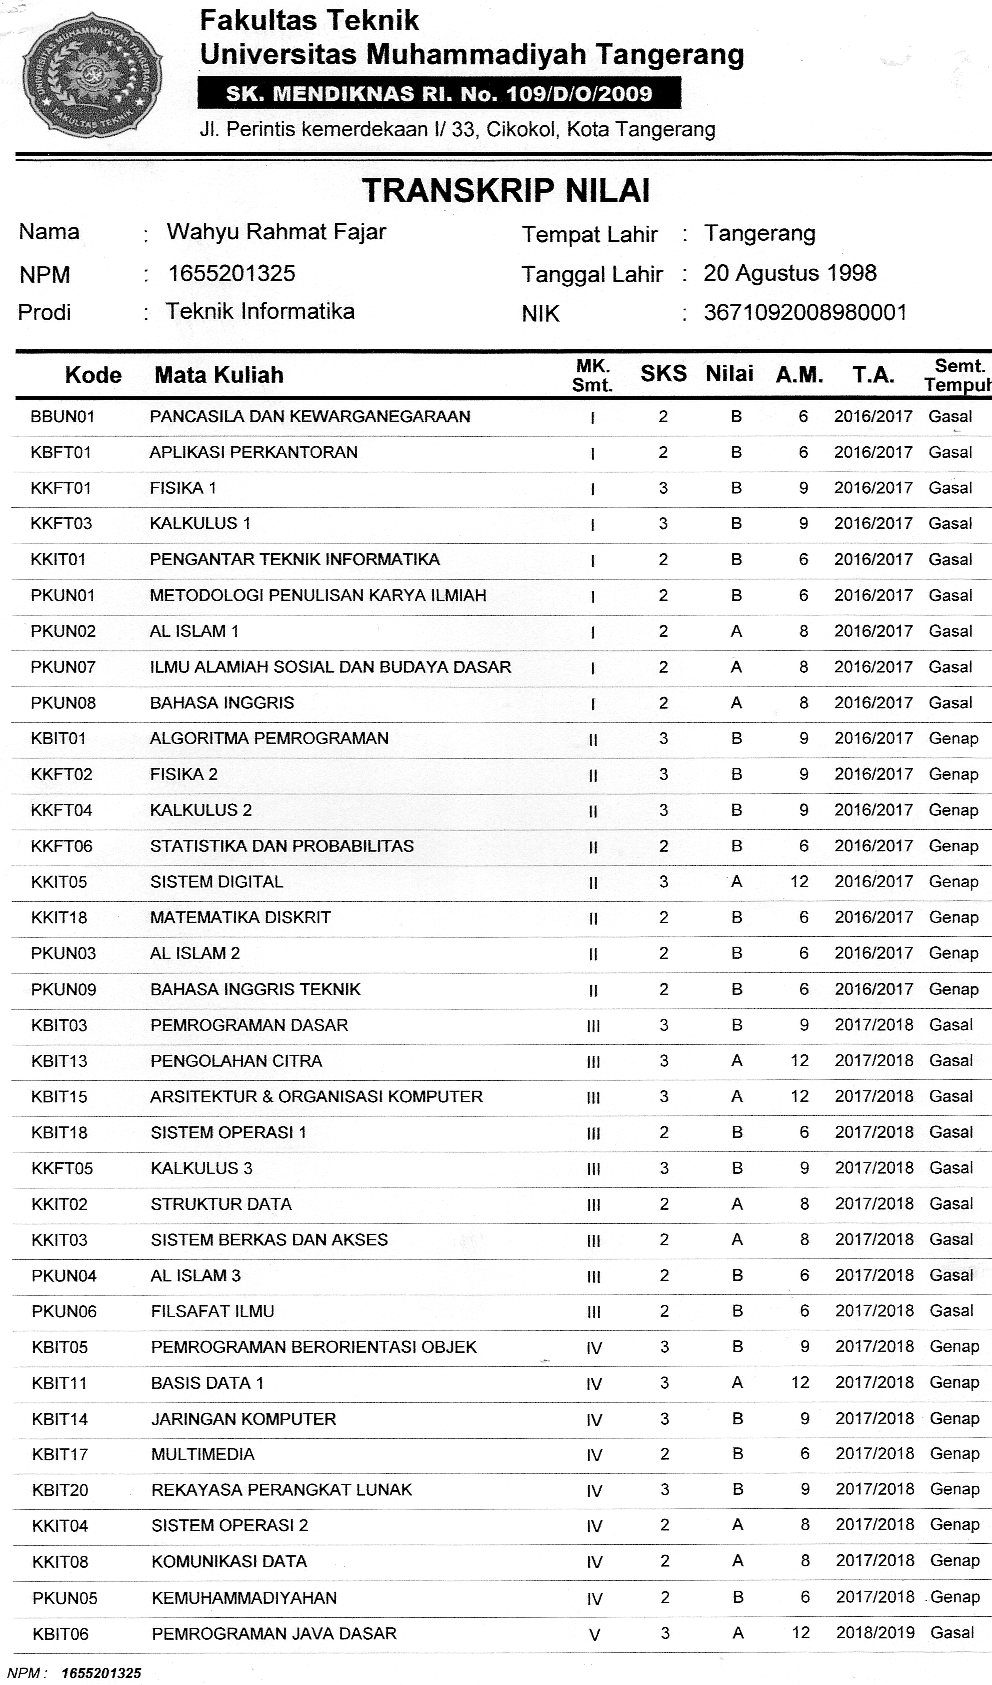 UNIVERSITAS MUHAMMADIYAH TANGERANG
FAKULTAS TEKNIK
Fakultas Teknik
Universitas Muhammadiyah Tangerang
SK. MENDIKNAS RI. No. 109/D/O/2009
Jl. Perintis kemerdekaan I/ 33, Cikokol, Kota Tangerang
TRANSKRIP NILAI
Nama : Wahyu Rahmat Fajar Tempat Lahir : Tangerang
NPM : 1655201325 Tanggal Lahir : 20 Agustus 1998
Prodi : Teknik Informatika NIK : 3671092008980001
Kode Mata Kuliah MK. Smt. SKS Nilai A.M. T.A. Semt. Tempuh
BBUN01 PANCASILA DAN KEWARGANEGARAAN I 2 B 6 2016/2017 Gasal
KBFT01 APLIKASI PERKANTORAN I 2 B 6 2016/2017 Gasal
KKFT01 FISIKA 1 I 3 B 9 2016/2017 Gasal
KKFT03 KALKULUS 1 I 3 B 9 2016/2017 Gasal
KKIT01 PENGANTAR TEKNIK INFORMATIKA I 2 B 6 2016/2017 Gasal
PKUN01 METODOLOGI PENULISAN KARYA ILMIAH I 2 B 6 2016/2017 Gasal
PKUN02 AL ISLAM 1 I 2 A 8 2016/2017 Gasal
PKUN07 ILMU ALAMIAH SOSIAL DAN BUDAYA DASAR I 2 A 8 2016/2017 Gasal
PKUN08 BAHASA INGGRIS I 2 A 8 2016/2017 Gasal
KBIT01 ALGORITMA PEMROGRAMAN II 3 B 9 2016/2017 Genap
KKFT02 FISIKA 2 II 3 B 9 2016/2017 Genap
KKFT04 KALKULUS 2 II 3 B 9 2016/2017 Genap
KKFT06 STATISTIKA DAN PROBABILITAS II 2 B 6 2016/2017 Genap
KKIT05 SISTEM DIGITAL II 3 A 12 2016/2017 Genap
KKIT18 MATEMATIKA DISKRIT II 2 B 6 2016/2017 Genap
PKUN03 AL ISLAM 2 II 2 B 6 2016/2017 Genap
PKUN09 BAHASA INGGRIS TEKNIK II 2 B 6 2016/2017 Genap
KBIT03 PEMROGRAMAN DASAR III 3 B 9 2017/2018 Gasal
KBIT13 PENGOLAHAN CITRA III 3 A 12 2017/2018 Gasal
KBIT15 ARSITEKTUR & ORGANISASI KOMPUTER III 3 A 12 2017/2018 Gasal
KBIT18 SISTEM OPERASI 1 III 2 B 6 2017/2018 Gasal
KKFT05 KALKULUS 3 III 3 B 9 2017/2018 Gasal
KKIT02 STRUKTUR DATA III 2 A 8 2017/2018 Gasal
KKIT03 SISTEM BERKAS DAN AKSES III 2 A 8 2017/2018 Gasal
PKUN04 AL ISLAM 3 III 2 B 6 2017/2018 Gasal
PKUN06 FILSAFAT ILMU III 2 B 6 2017/2018 Gasal
KBIT05 PEMROGRAMAN BERORIENTASI OBJEK IV 3 B 9 2017/2018 Genap
KBIT11 BASIS DATA 1 IV 3 A 12 2017/2018 Genap
KBIT14 JARINGAN KOMPUTER IV 3 B 9 2017/2018 Genap
KBIT17 MULTIMEDIA IV 2 B 6 2017/2018 Genap
KBIT20 REKAYASA PERANGKAT LUNAK IV 3 B 9 2017/2018 Genap
KKIT04 SISTEM OPERASI 2 IV 2 A 8 2017/2018 Genap
KKIT08 KOMUNIKASI DATA IV 2 A 8 2017/2018 Genap
PKUN05 KEMUHAMMADIYAHAN IV 2 B 6 2017/2018 Genap
KBIT06 PEMROGRAMAN JAVA DASAR V 3 A 12 2018/2019 Gasal
NPM : 1655201325